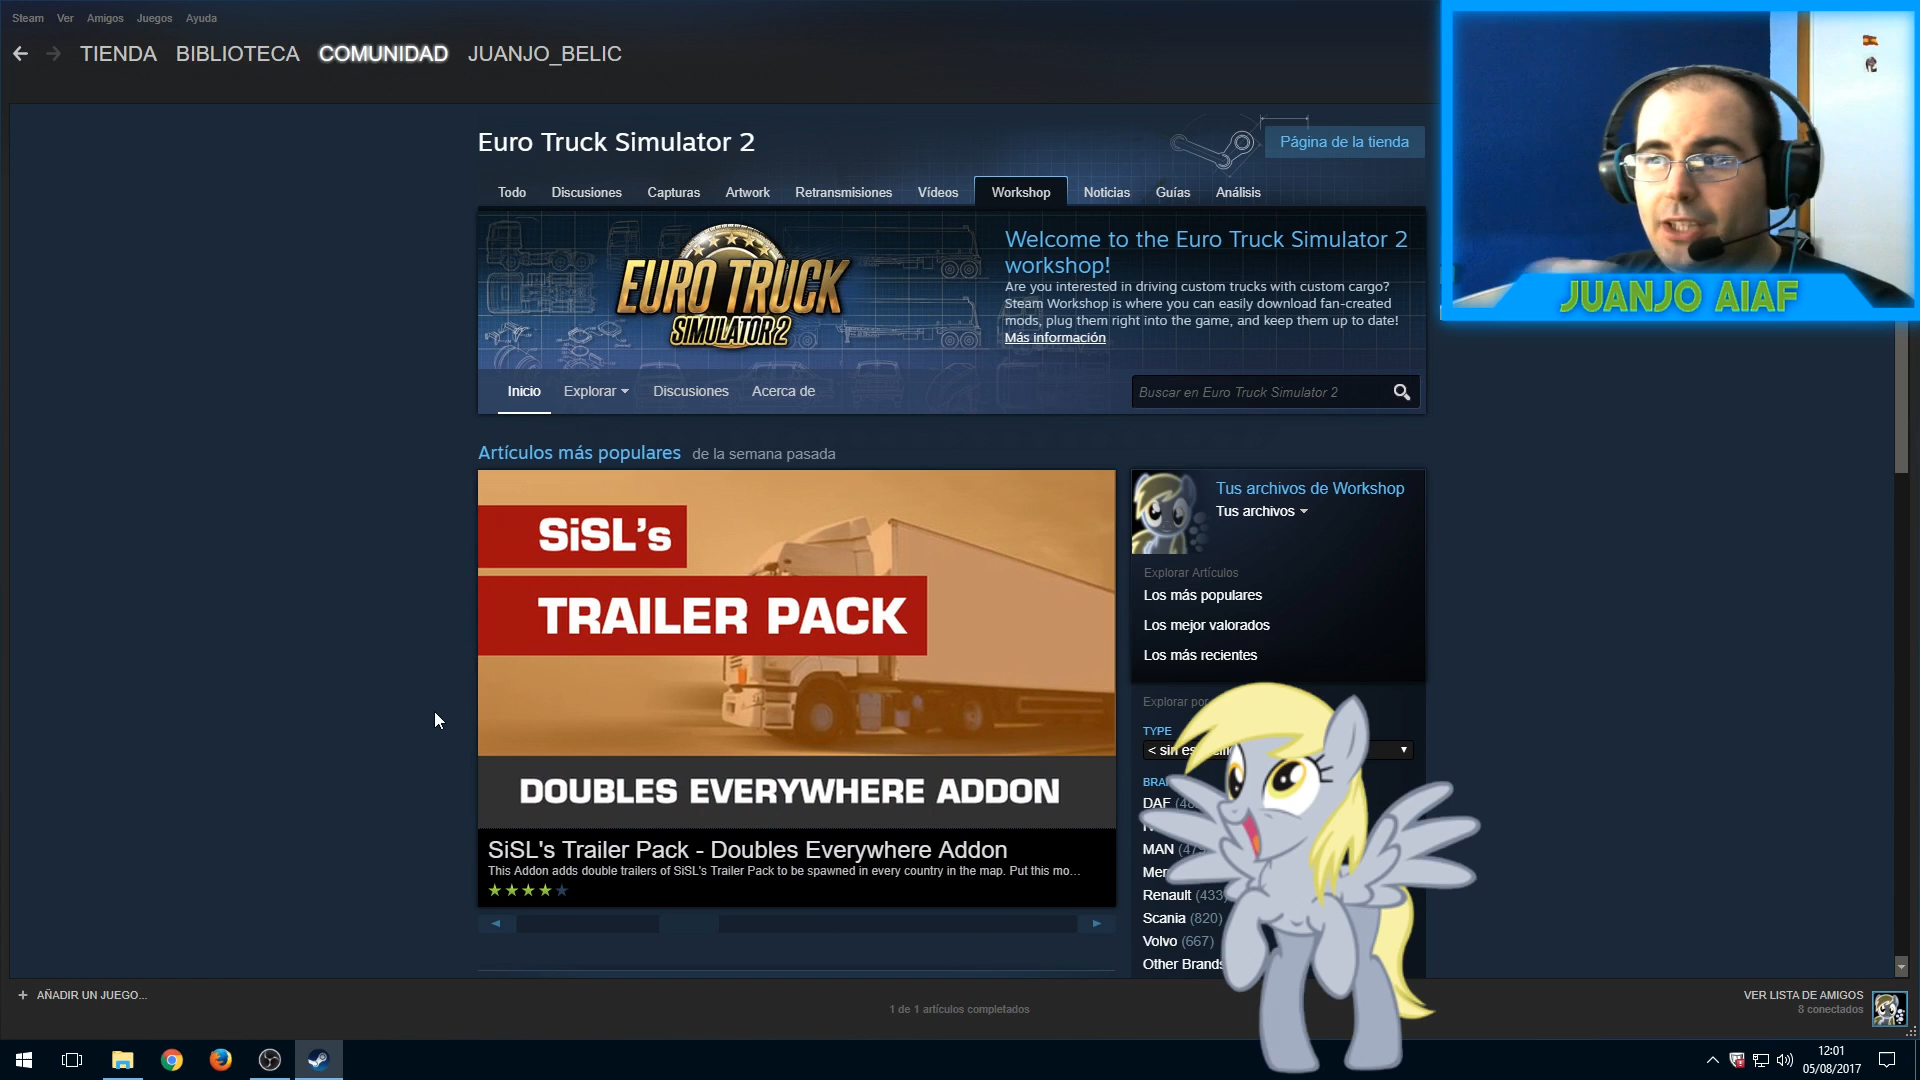 Steam Ver Amigos Juegos Ayuda
TIENDA BIBLIOTECA COMUNIDAD JUANJO_BELIC
JUANJO AIAF
Euro Truck Simulator 2
Página de la tienda
Todo Discusiones Capturas Artwork Retransmisiones Vídeos Workshop Noticias Guías Análisis
EURO TRUCK
SIMULATOR 2
Welcome to the Euro Truck Simulator 2
workshop!
Are you interested in driving custom trucks with custom cargo?
Steam Workshop is where you can easily download fan-created
mods, plug them right into the game, and keep them up to date!
Más información
Inicio Explorar Discusiones Acerca de
Buscar en Euro Truck Simulator 2
Artículos más populares de la semana pasada
SiSL's
TRAILER PACK
DOUBLES EVERYWHERE ADDON
SiSL's Trailer Pack - Doubles Everywhere Addon
This Addon adds double trailers of SiSL's Trailer Pack to be spawned in every country in the map. Put this mo...
Tus archivos de Workshop
Tus archivos
Explorar Artículos
Los más populares
Los mejor valorados
Los más recientes
Explorar por
TYPE
< sin
DAF
MAN
Renault (433)
Scania (820)
Volvo (667)
Other Brands
+ AÑADIR UN JUEGO...
1 de 1 artículos completados
VER LISTA DE AMIGOS
8 conectados
12:01
05/08/2017